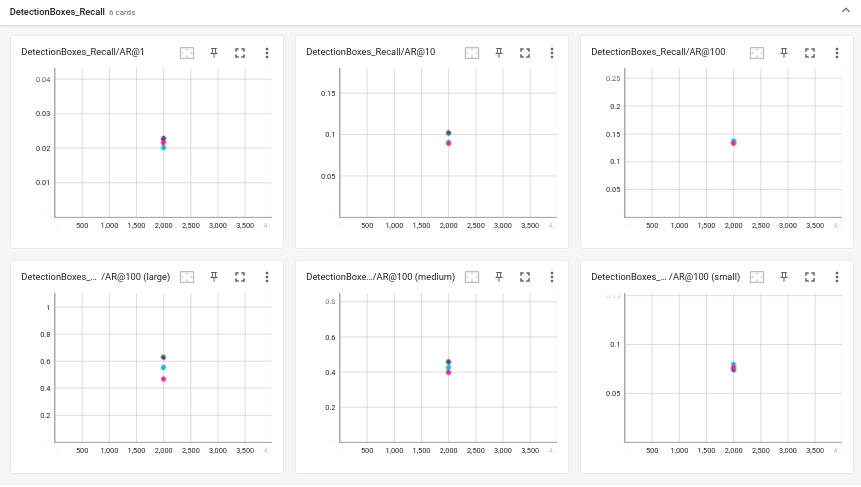 DetectionBoxes_Recall 6 cards
DetectionBoxes_Recall/AR@1
0.04
0.03
0.02
0.01
500 1,000 1,500 2,000 2,500 3,000 3,500
DetectionBoxes_Recall/AR@10
0.15
0.1
0.05
500 1,000 1,500 2,000 2,500 3,000 3,500
DetectionBoxes_Recall/AR@100
0.25
0.2
0.15
0.1
0.05
500 1,000 1,500 2,000 2,500 3,000 3,500
DetectionBoxes_... /AR@100 (large)
1
0.8
0.6
0.4
0.2
500 1,000 1,500 2,000 2,500 3,000 3,500
DetectionBoxe.../AR@100 (medium)
0.8
0.6
0.4
0.2
500 1,000 1,500 2,000 2,500 3,000 3,500
DetectionBoxes_... /AR@100 (small)
0.1
0.05
500 1,000 1,500 2,000 2,500 3,000 3,500